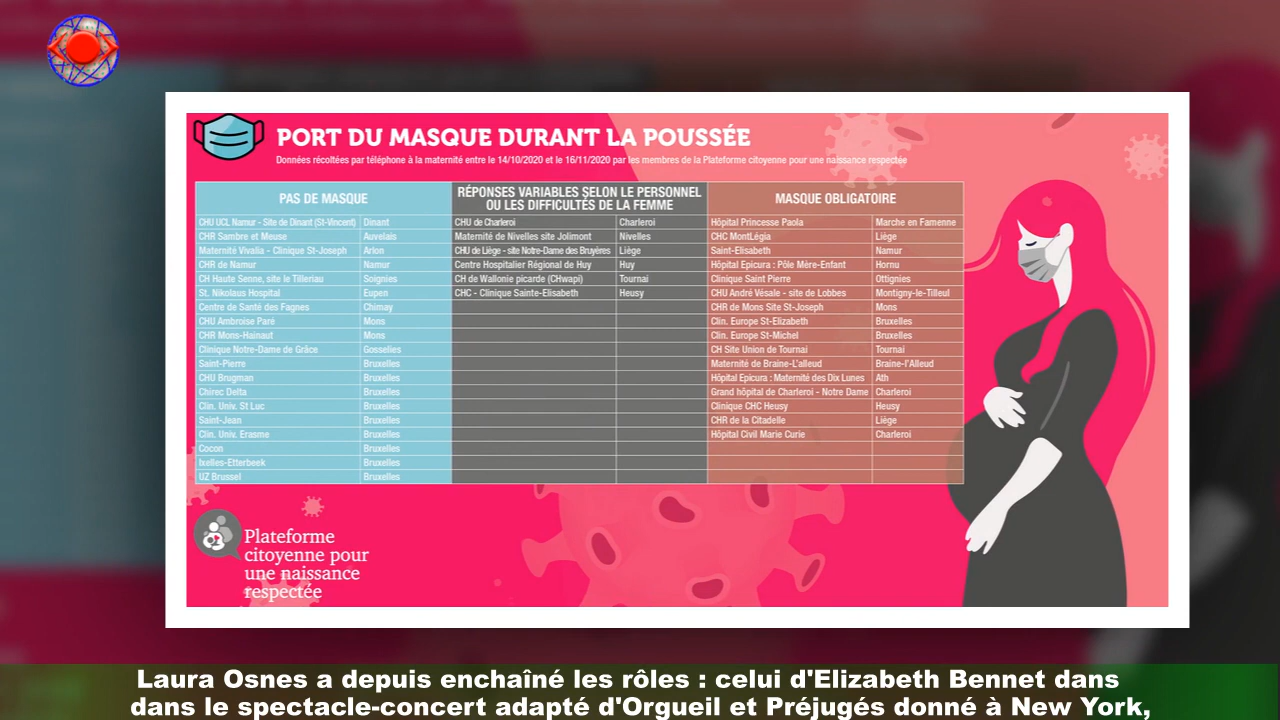 PORT DU MASQUE DURANT LA POUSSÉE
Données récoltées par téléphone à la maternité entre le 14/10/2020 et le 16/11/2020 par les membres de la Plateforme citoyenne pour une naissance respectée
PAS DE MASQUE
RÉPONSES VARIABLES SELON LE PERSONNEL
OU LES DIFFICULTÉS DE LA FEMME
MASQUE OBLIGATOIRE
CHU UCL Namur - Site de Dinant (St-Vincent) Dinant CHU de Charleroi Charleroi Hôpital Princesse Paola Marche en Famenne
CHR Sambre et Meuse Auvelais Maternité de Nivelles site Jolimont Nivelles CHC MontLégia Liège
Maternité Vivalia - Clinique St-Joseph Arlon CHU de Liège - site Notre-Dame des Bruyères Liège Saint-Elisabeth Namur
CHR de Namur Namur Centre Hospitalier Régional de Huy Huy Hôpital Epicura : Pôle Mère-Enfant Hornu
CH Haute Senne, site le Tilleriau Soignies CH de Wallonie picarde (CHwapi) Tournai Clinique Saint Pierre Ottignies
St. Nikolaus Hospital Eupen CHC - Clinique Sainte-Elisabeth Heusy CHU André Vésale - site de Lobbes Montigny-le-Tilleul
Centre de Santé des Fagnes Chimay CHR de Mons Site St-Joseph Mons
CHU Ambroise Paré Mons Clin. Europe St-Elizabeth Bruxelles
CHR Mons-Hainaut Mons Clin. Europe St-Michel Bruxelles
Clinique Notre-Dame de Grâce Gosselies CH Site Union de Tournai Tournai
Saint-Pierre Bruxelles Maternité de Braine-L'alleud Braine-l'Alleud
CHU Brugman Bruxelles Hôpital Epicura : Maternité des Dix Lunes Ath
Chirec Delta Bruxelles Grand hôpital de Charleroi - Notre Dame Charleroi
Clin. Univ. St Luc Bruxelles Clinique CHC Heusy Heusy
Saint-Jean Bruxelles CHR de la Citadelle Liège
Clin. Univ. Erasme Bruxelles Hôpital Civil Marie Curie Charleroi
Cocon Bruxelles
Ixelles-Etterbeek Bruxelles
UZ Brussel Bruxelles
Plateforme
citoyenne pour
une naissance
respectée
Laura Osnes a depuis enchaîné les rôles : celui d'Elizabeth Bennet dans
dans le spectacle-concert adapté d'Orgueil et Préjugés donné à New York,